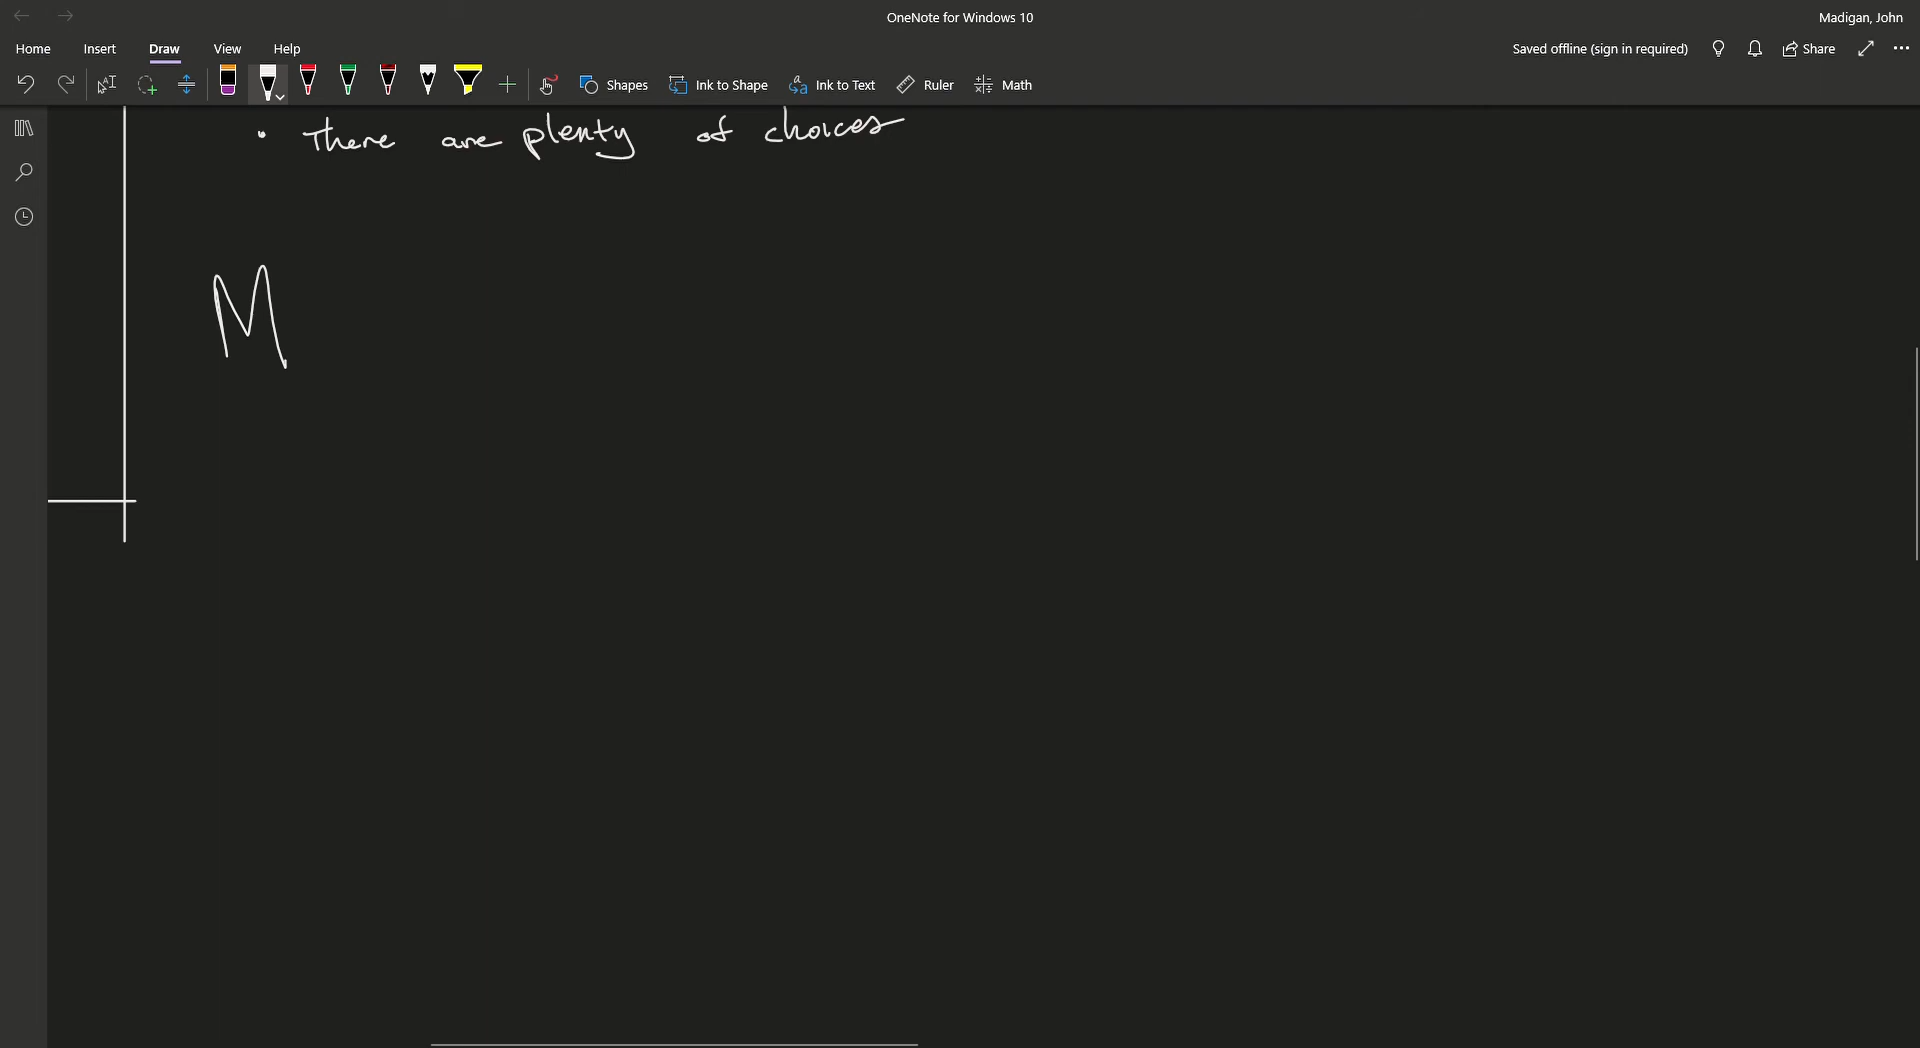 OneNote for Windows 10
Madigan, John
Home Insert Draw View Help
Saved offline (sign in required) Share
Shapes Ink to Shape Ink to Text Ruler Math
• There are plenty of choices
M